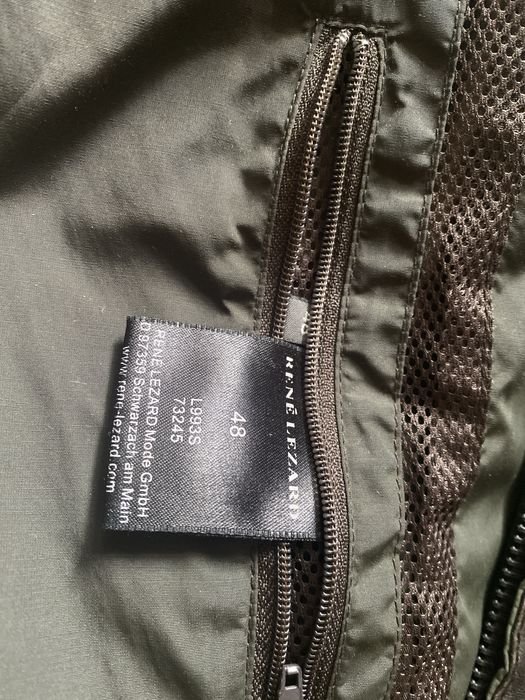 RENÉ LEZARD
48
L993S
73245
RENÉ LEZARD Mode GmbH
D 97359 Schwarzach am Main
www.rene-lezard.com